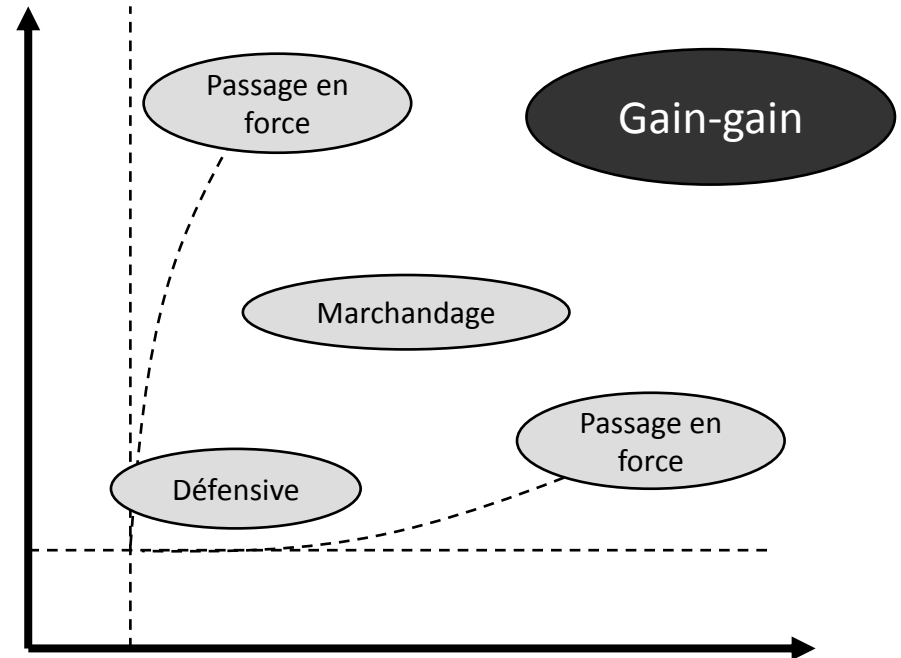 Passage en
force
Gain-gain
Marchandage
Passage en
force
Défensive